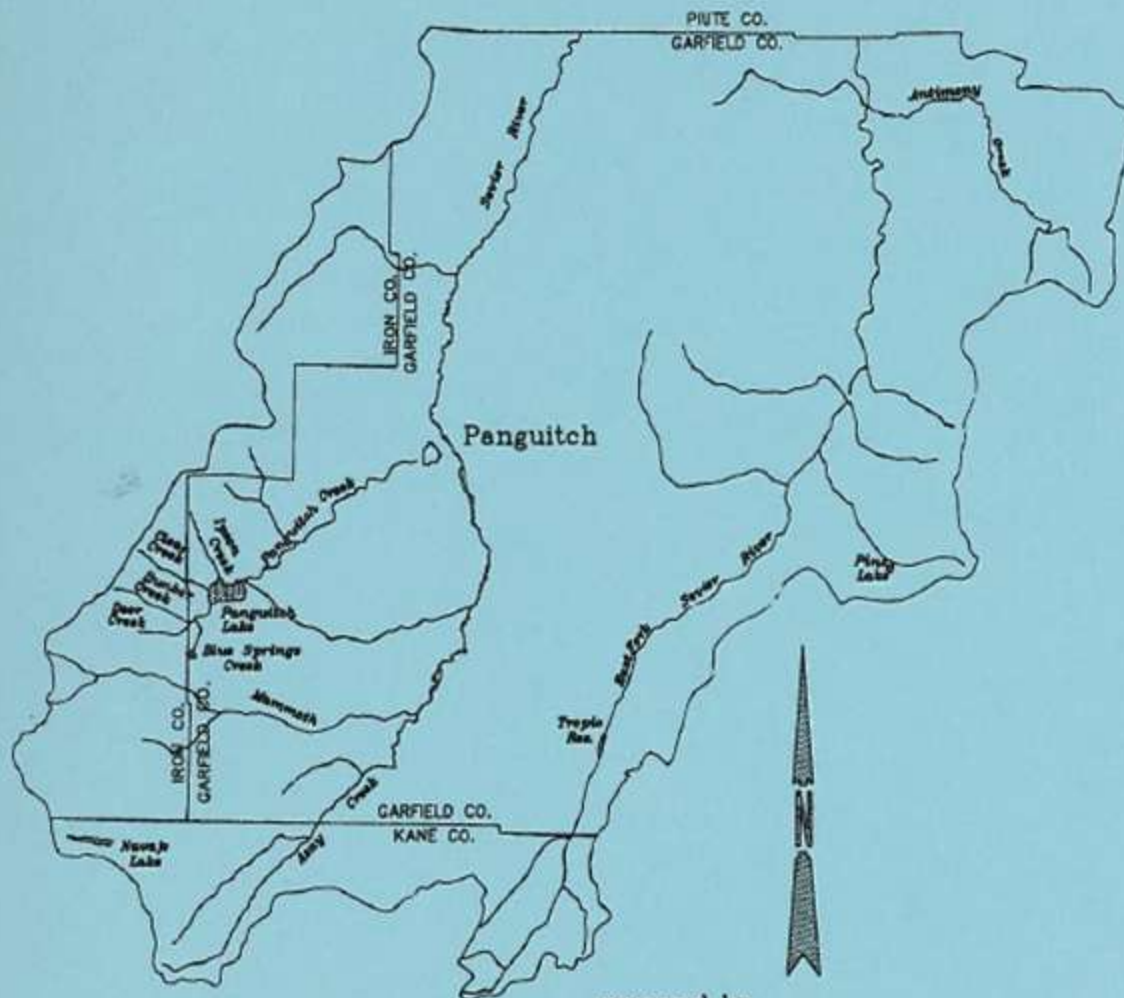 PIUTE CO.
GARFIELD CO.
Antimony
Creek
Sevier River
IRON CO.
GARFIELD CO.
Panguitch
Panguitch Creek
Clear
Creek
Creek
Creek
Deer
Creek
Panguitch
Lake
Blue Springs
Creek
Mammoth
IRON CO.
GARFIELD CO.
Piney
Lake
East Fork Sevier River
Tropic
Res.
N
Asay Creek
GARFIELD CO.
KANE CO.
Navajo
Lake